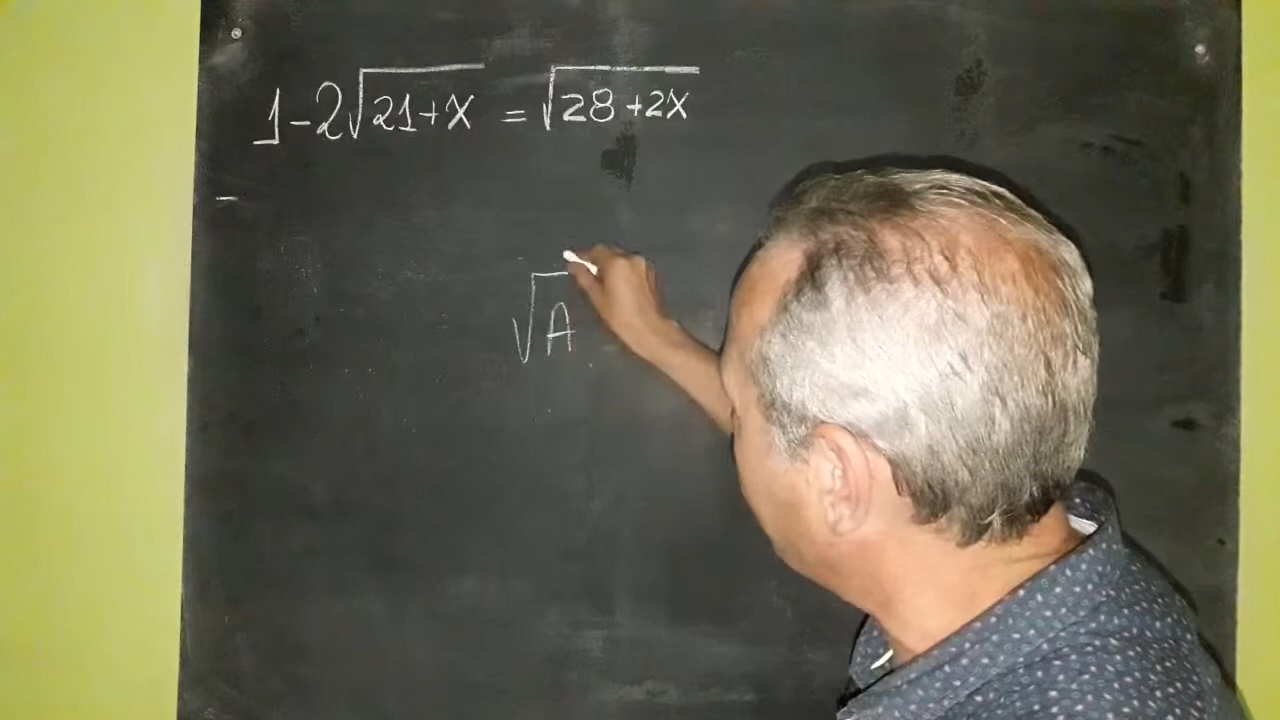 1-2√21+x = √28+2x
-
√A